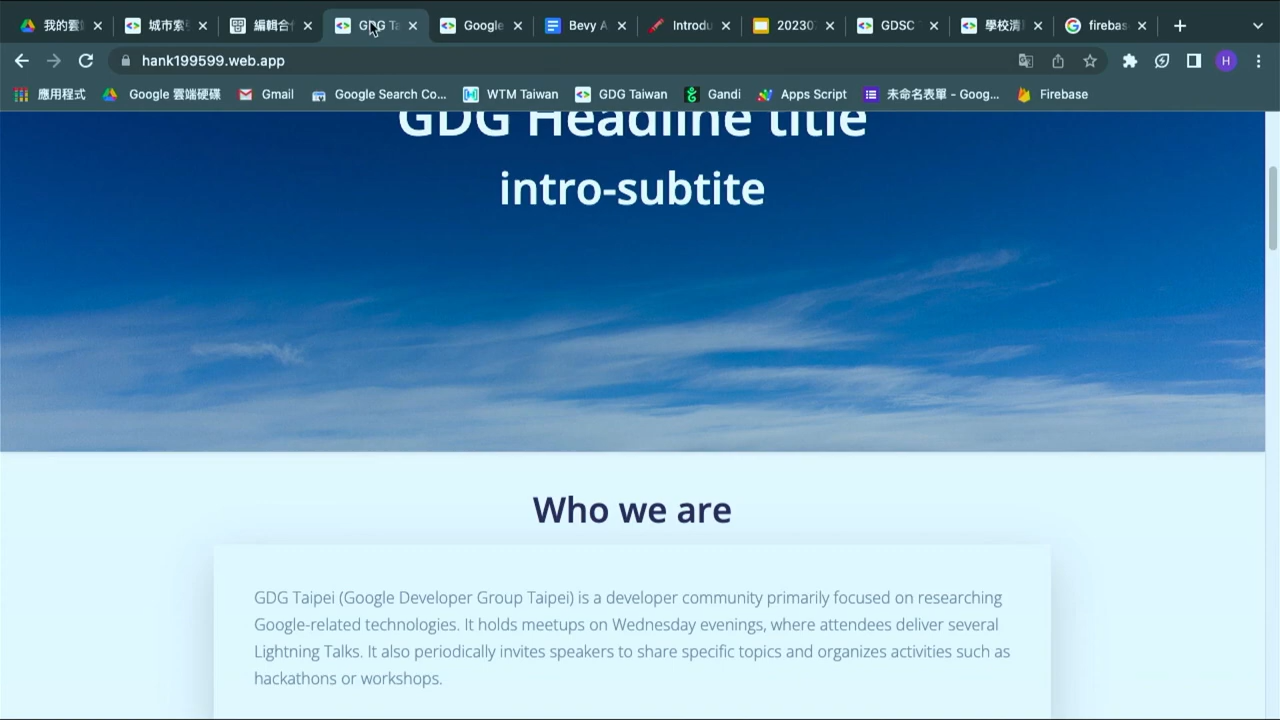 我的雲
城市索
編輯合
GDG Ta
Google
Bevy A
Introdu
20230
GDSC
學校清
firebas
hank199599.web.app
H
應用程式
Google 雲端硬碟
Gmail
Google Search Co...
WTM Taiwan
GDG Taiwan
Gandi
Apps Script
未命名表單 - Goog...
Firebase
GDG Headline title
intro-subtite
Who we are
GDG Taipei (Google Developer Group Taipei) is a developer community primarily focused on researching
Google-related technologies. It holds meetups on Wednesday evenings, where attendees deliver several
Lightning Talks. It also periodically invites speakers to share specific topics and organizes activities such as
hackathons or workshops.